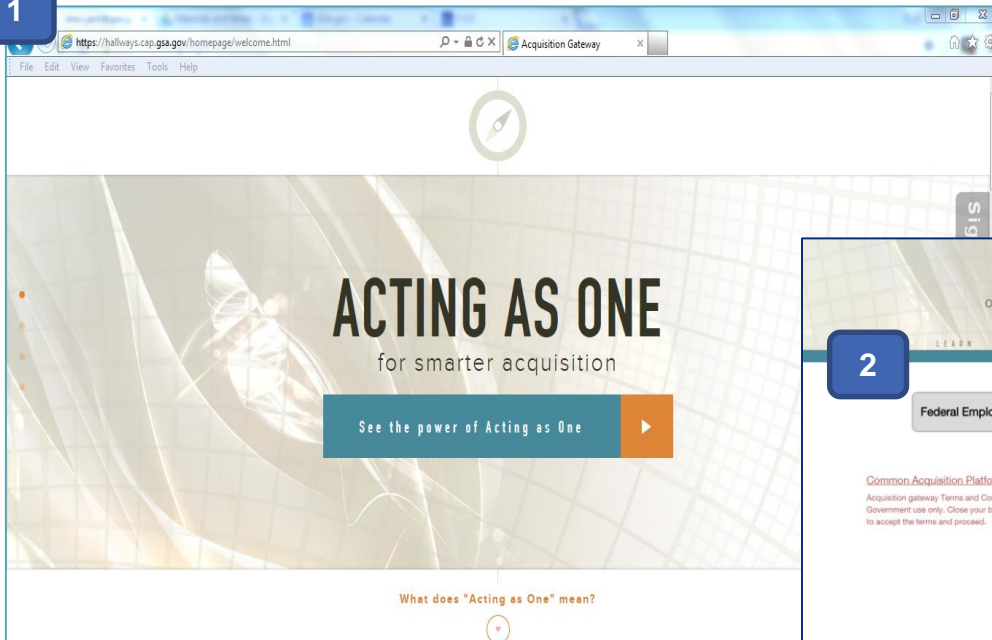 1
https://hallways.cap.gsa.gov/homepage/welcome.html
Acquisition Gateway
File Edit View Favorites Tools Help
sig
ACTING AS ONE
for smarter acquisition
See the power of Acting as One
What does "Acting as One" mean?
LEARN
2
Federal Emplo
Common Acquisition Platfo
Acquisition gateway Terms and Co
Government use only. Close your b
to accept the terms and proceed.